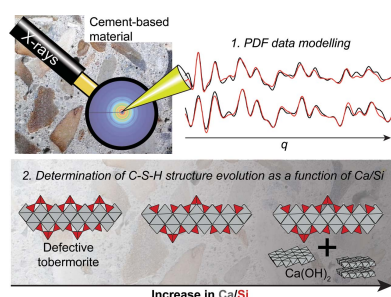 Cement-based
material
X-rays
1. PDF data modelling
q
2. Determination of C-S-H structure evolution as a function of Ca/Si
Defective
tobermorite
+
Ca(OH)2
Increase in Ca/Si